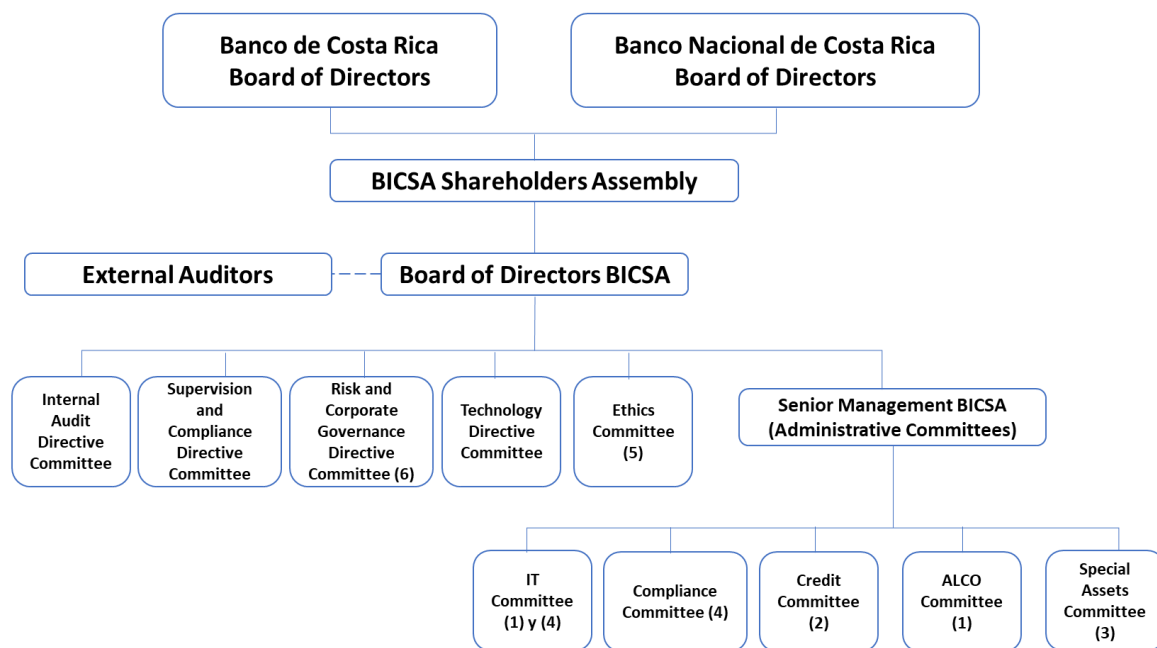 Banco de Costa Rica
Board of Directors
Banco Nacional de Costa Rica
Board of Directors
BICSA Shareholders Assembly
External Auditors
Board of Directors BICSA
Internal
Audit
Directive
Committee
Supervision
and
Compliance
Directive
Committee
Risk and
Corporate
Governance
Directive
Committee (6)
Technology
Directive
Committee
Ethics
Committee
(5)
Senior Management BICSA
(Administrative Committees)
IT
Committee
(1) y (4)
Compliance
Committee (4)
Credit
Committee
(2)
ALCO
Committee
(1)
Special
Assets
Committee
(3)